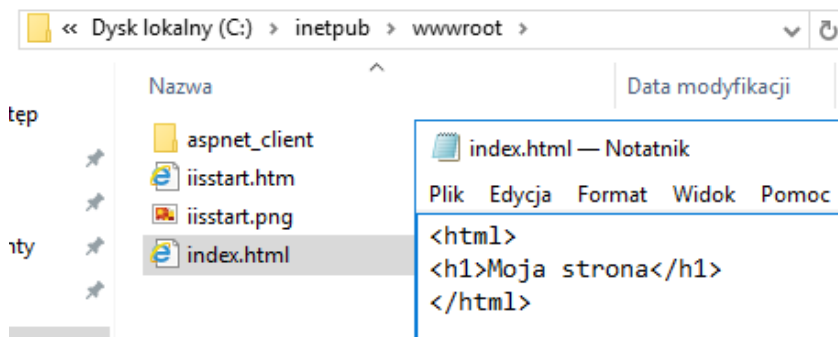 « Dysk lokalny (C:) > inetpub > wwwroot >
Nazwa
Data modyfikacji
tęp
nty
aspnet_client
iisstart.htm
iisstart.png
index.html
index.html — Notatnik
Plik Edycja Format Widok Pomoc
<html>
<h1>Moja strona</h1>
</html>